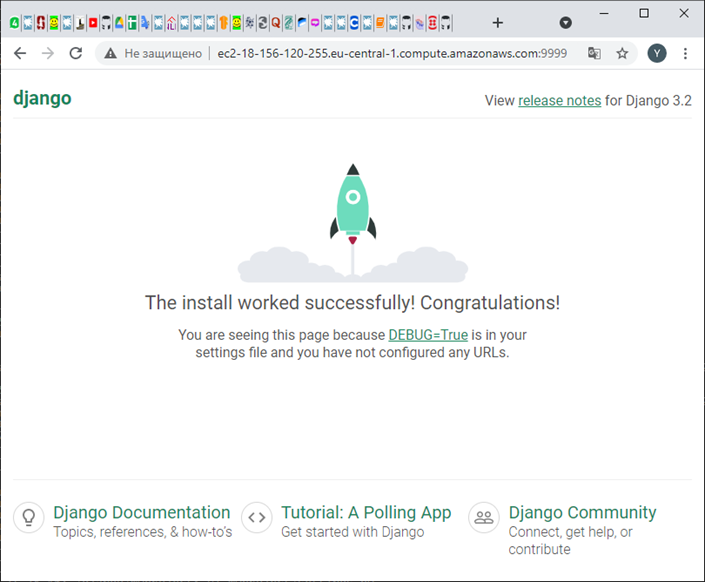 Не защищено ec2-18-156-120-255.eu-central-1.compute.amazonaws.com:9999 Y
django
View release notes for Django 3.2
The install worked successfully! Congratulations!
You are seeing this page because DEBUG=True is in your
settings file and you have not configured any URLs.
Django Documentation
Topics, references, & how-to's
Tutorial: A Polling App
Get started with Django
Django Community
Connect, get help, or
contribute